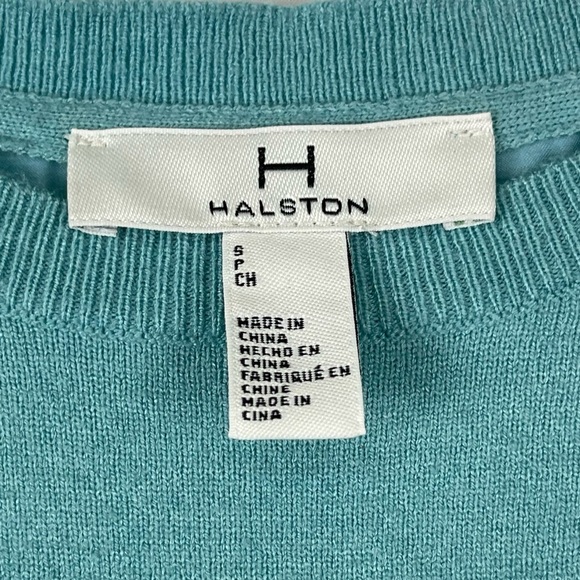 H
HALSTON
S
P
CH
MADE IN
CHINA
HECHO EN
CHINA
FABRIQUÉ EN
CHINE
MADE IN
CINA